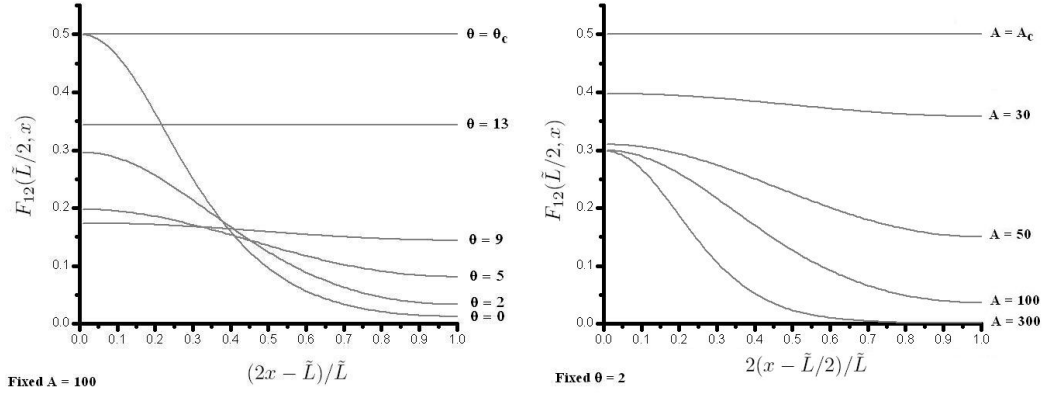 0.5
0.4
0.3
0.2
0.1
0.0
F₁₂(L̃/2, x)
θ = θc
θ = 13
θ = 9
θ = 5
θ = 2
θ = 0
0.0 0.1 0.2 0.3 0.4 0.5 0.6 0.7 0.8 0.9 1.0
(2x − L̃)/L̃
Fixed A = 100
0.5
0.4
0.3
0.2
0.1
0.0
F₁₂(L̃/2, x)
A = Ac
A = 30
A = 50
A = 100
A = 300
0.0 0.1 0.2 0.3 0.4 0.5 0.6 0.7 0.8 0.9 1.0
2(x − L̃/2)/L̃
Fixed θ = 2